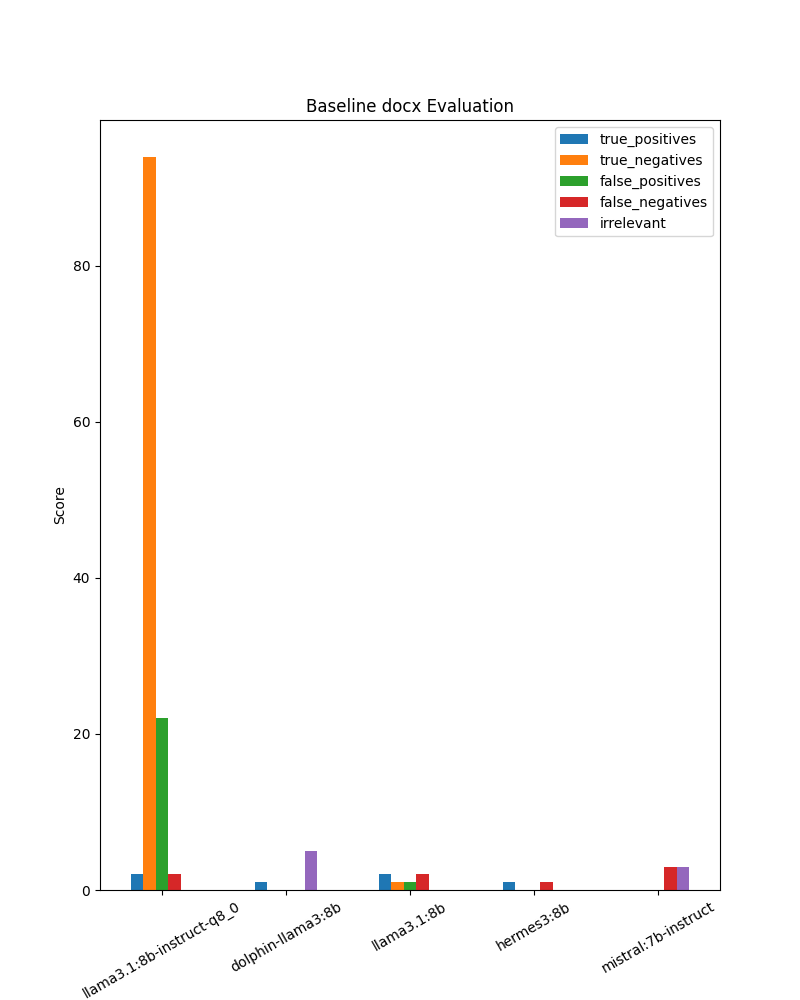 Baseline docx Evaluation
true_positives
true_negatives
false_positives
false_negatives
irrelevant
Score
80
60
40
20
0
llama3.1:8b-instruct-q8_0
dolphin-llama3:8b
llama3.1:8b
hermes3:8b
mistral:7b-instruct